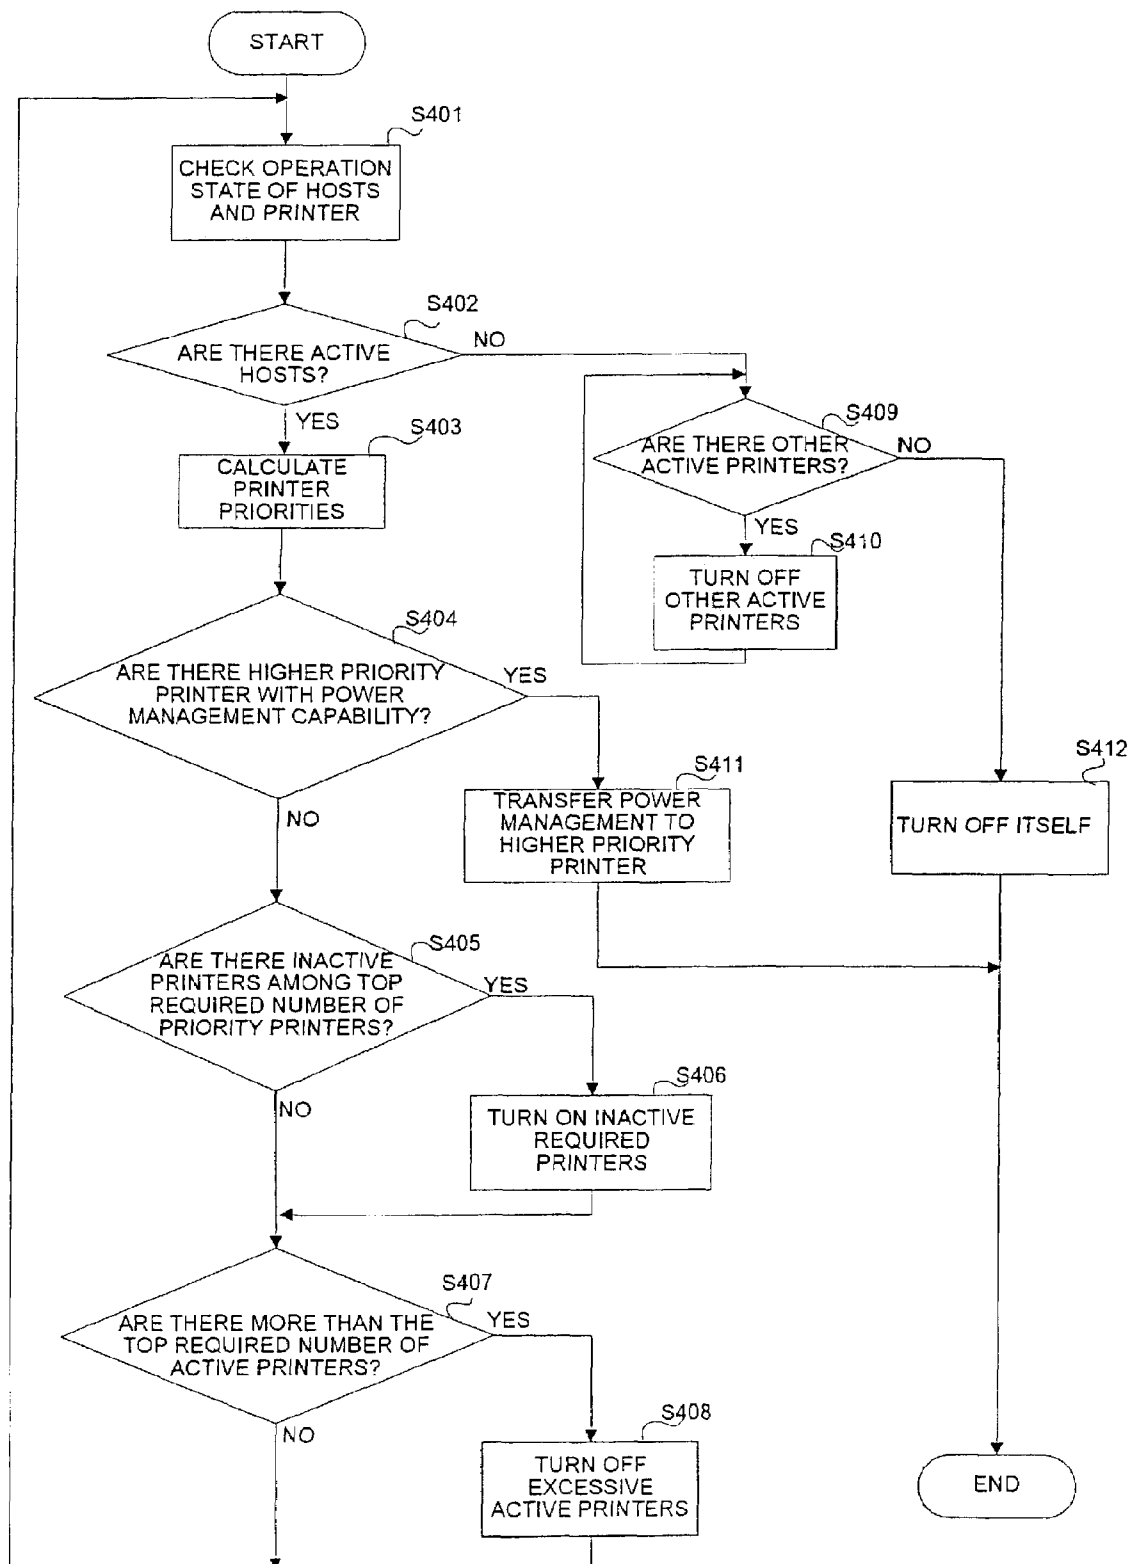 START
S401
CHECK OPERATION
STATE OF HOSTS
AND PRINTER
S402
ARE THERE ACTIVE
HOSTS?
NO
YES
S403
CALCULATE
PRINTER
PRIORITIES
S409
ARE THERE OTHER
ACTIVE PRINTERS?
NO
YES
S410
TURN OFF
OTHER ACTIVE
PRINTERS
S404
ARE THERE HIGHER PRIORITY
PRINTER WITH POWER
MANAGEMENT CAPABILITY?
YES
NO
S411
TRANSFER POWER
MANAGEMENT TO
HIGHER PRIORITY
PRINTER
S412
TURN OFF ITSELF
S405
ARE THERE INACTIVE
PRINTERS AMONG TOP
REQUIRED NUMBER OF
PRIORITY PRINTERS?
YES
NO
S406
TURN ON INACTIVE
REQUIRED
PRINTERS
S407
ARE THERE MORE THAN THE
TOP REQUIRED NUMBER OF
ACTIVE PRINTERS?
YES
NO
S408
TURN OFF
EXCESSIVE
ACTIVE PRINTERS
END